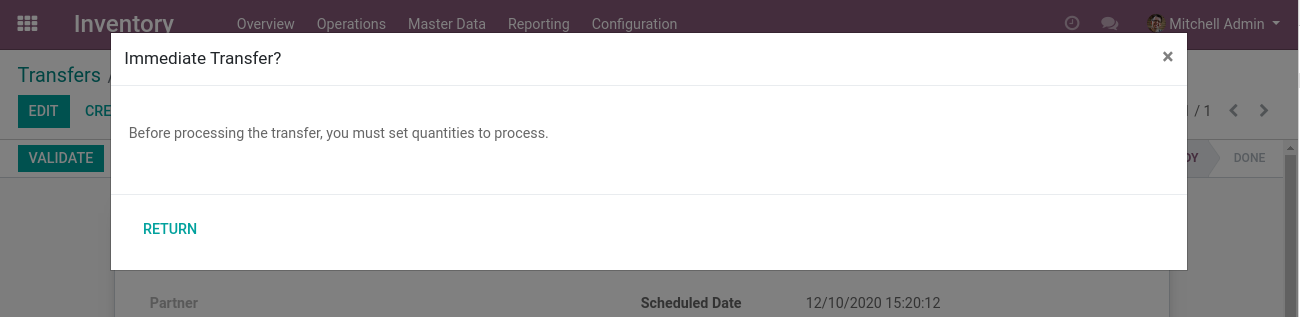 Inventory Overview Operations Master Data Reporting Configuration Mitchell Admin
Immediate Transfer? ×
Transfers /
EDIT CRE / 1
Before processing the transfer, you must set quantities to process.
VALIDATE DY DONE
RETURN
Partner Scheduled Date 12/10/2020 15:20:12